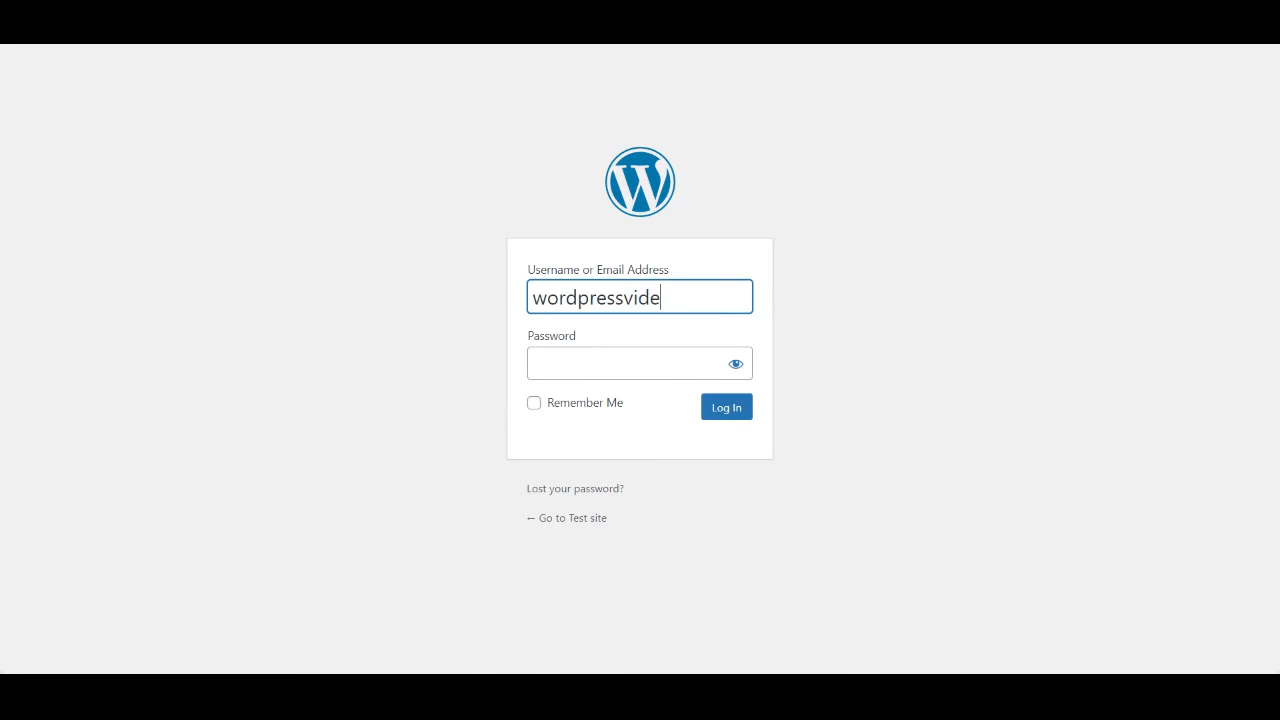 Username or Email Address
wordpressvide
Password
Remember Me
Log In
Lost your password?
← Go to Test site